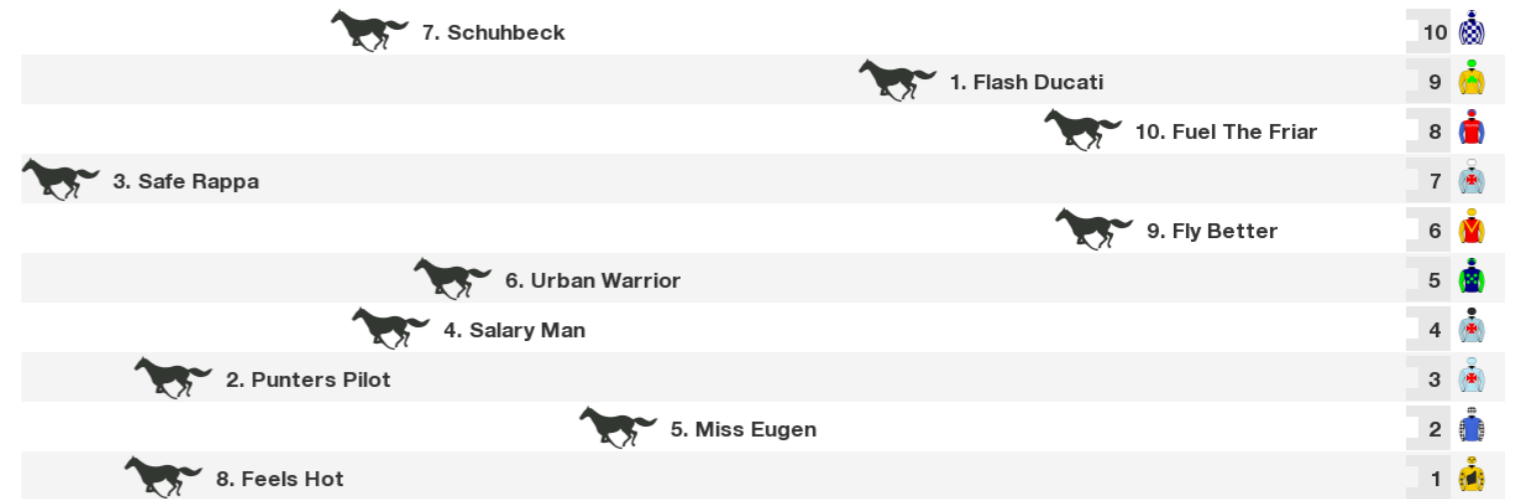 7. Schuhbeck 10
1. Flash Ducati 9
10. Fuel The Friar 8
3. Safe Rappa 7
9. Fly Better 6
6. Urban Warrior 5
4. Salary Man 4
2. Punters Pilot 3
5. Miss Eugen 2
8. Feels Hot 1